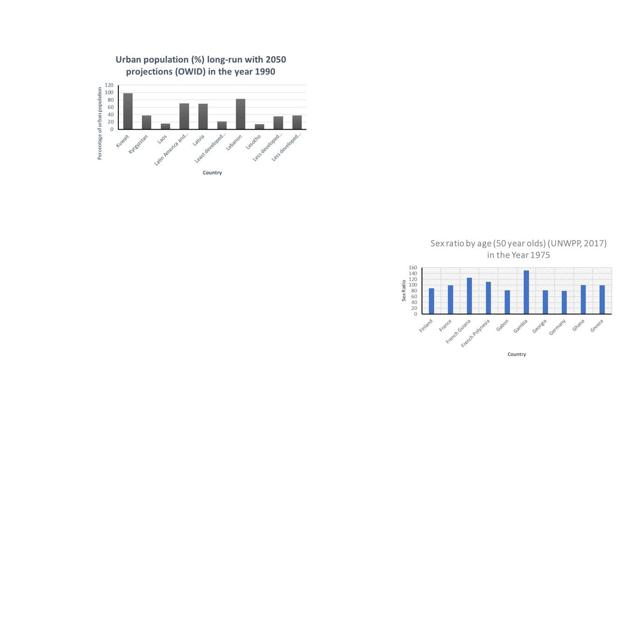 Urban population (%) long-run with 2050
projections (OWID) in the year 1990
Percentage of urban population
120
100
80
60
40
20
0
Kuwait
Kyrgystan
Laos
Latin America and...
Latvia
Least developed...
Lebanon
Lesotho
Less developed...
Less developed...
Country
Sex ratio by age (50 year olds) (UNWPP, 2017)
in the Year 1975
Sex Ratio
160
140
120
100
80
60
40
20
0
Finland
France
French Guiana
French Polynesia
Gabon
Gambia
Georgia
Germany
Ghana
Greece
Country